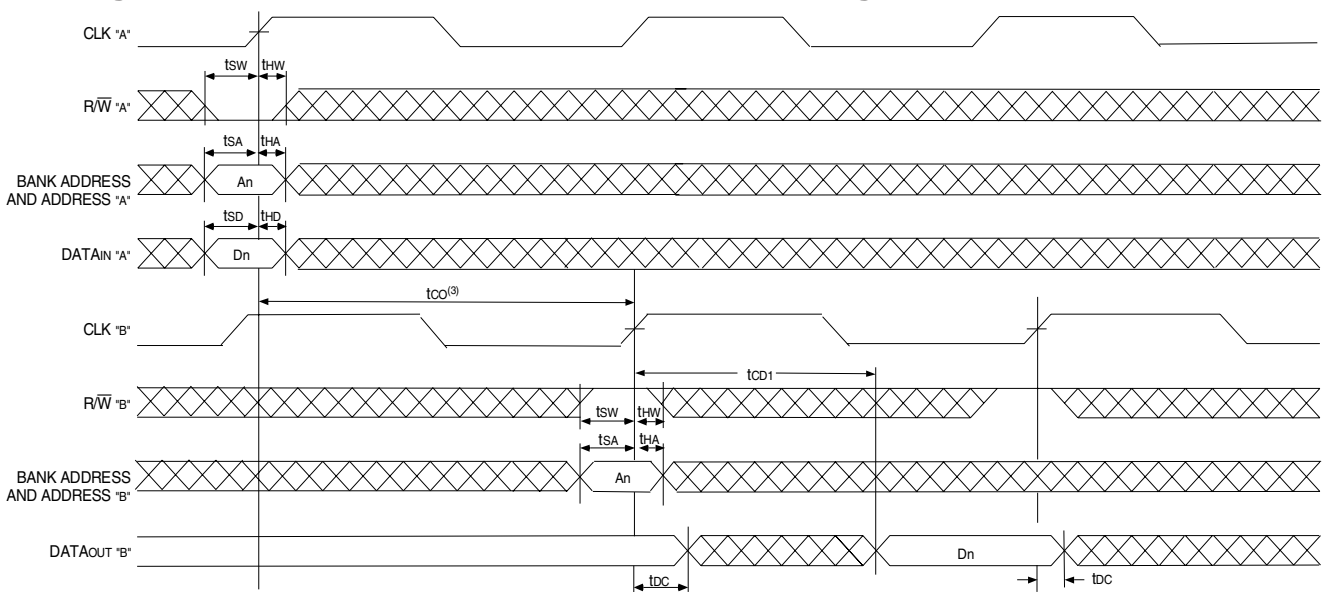 CLK "A"
tSW tHW
R/W̅ "A"
tSA tHA
BANK ADDRESS
AND ADDRESS "A"
An
tSD tHD
DATAIN "A"
Dn
tCO(3)
CLK "B"
tCD1
R/W̅ "B"
tSW tHW
tSA tHA
BANK ADDRESS
AND ADDRESS "B"
An
DATAOUT "B"
Dn
tDC
tDC